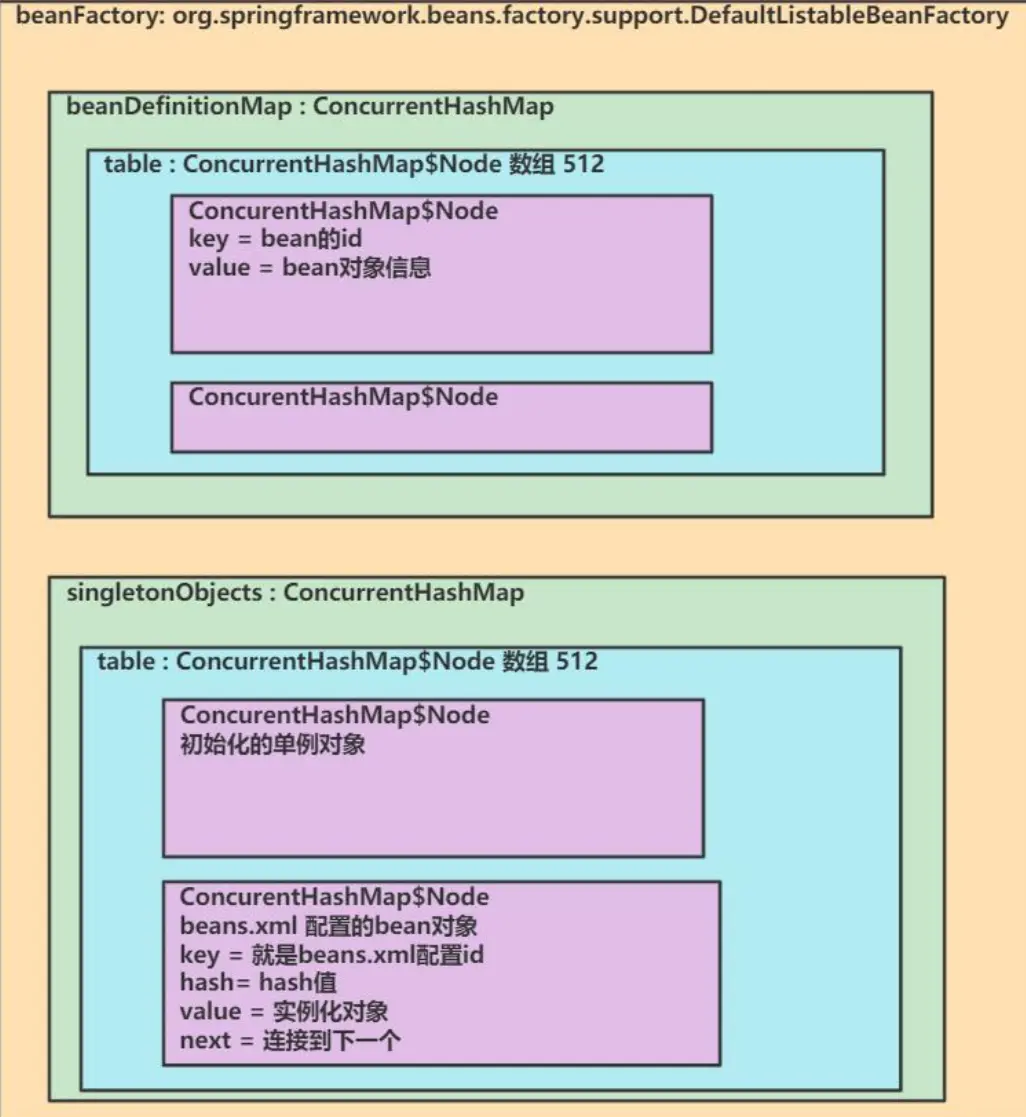 beanFactory: org.springframework.beans.factory.support.DefaultListableBeanFactory
beanDefinitionMap : ConcurrentHashMap
table : ConcurrentHashMap$Node 数组 512
ConcurentHashMap$Node
key = bean的id
value = bean对象信息
ConcurentHashMap$Node
singletonObjects : ConcurrentHashMap
table : ConcurrentHashMap$Node 数组 512
ConcurentHashMap$Node
初始化的单例对象
ConcurentHashMap$Node
beans.xml 配置的bean对象
key = 就是beans.xml配置id
hash= hash值
value = 实例化对象
next = 连接到下一个